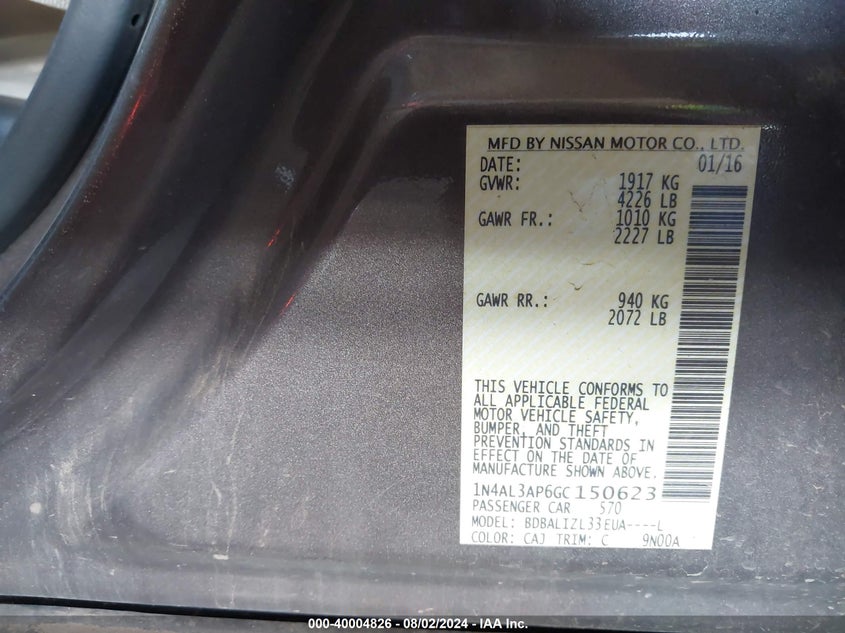 MFD BY NISSAN MOTOR CO., LTD.
DATE: 01/16
GVWR: 1917 KG
4226 LB
GAWR FR.: 1010 KG
2227 LB
GAWR RR.: 940 KG
2072 LB
THIS VEHICLE CONFORMS TO
ALL APPLICABLE FEDERAL
MOTOR VEHICLE SAFETY,
BUMPER, AND THEFT
PREVENTION STANDARDS IN
EFFECT ON THE DATE OF
MANUFACTURE SHOWN ABOVE.
1N4AL3AP6GC150623
PASSENGER CAR 570
MODEL: BDBALIZL33EUA----L
COLOR: CAJ TRIM: C 9N00A
000-40004826 - 08/02/2024 - IAA Inc.